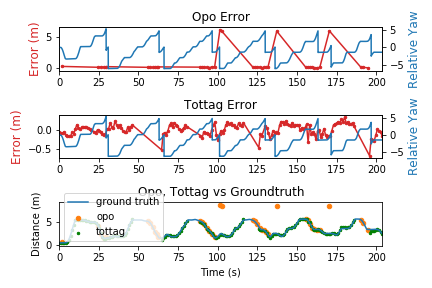 Opo Error
Error (m)
5
0
5
0
-5
Relative Yaw
0 25 50 75 100 125 150 175 200
Tottag Error
Error (m)
0.0
-0.5
5
0
-5
Relative Yaw
0 25 50 75 100 125 150 175 200
Opo, Tottag vs Groundtruth
Distance (m)
5
0
ground truth
opo
tottag
0 25 50 75 100 125 150 175 200
Time (s)